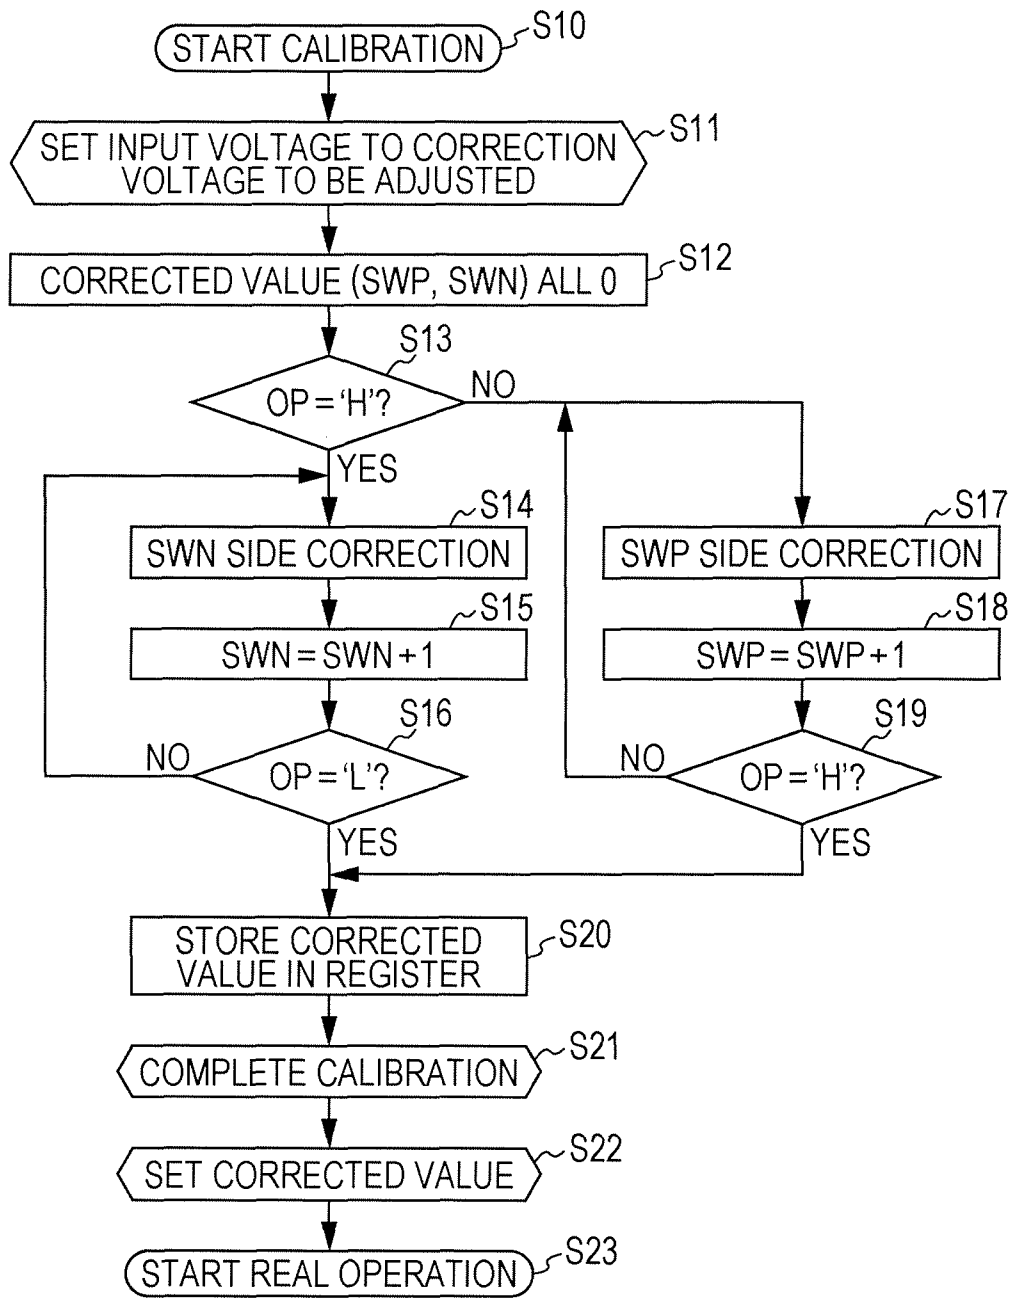 START CALIBRATION
S10
SET INPUT VOLTAGE TO CORRECTION
VOLTAGE TO BE ADJUSTED
S11
CORRECTED VALUE (SWP, SWN) ALL 0
S12
S13
OP = 'H'?
NO
YES
S14
SWN SIDE CORRECTION
S17
SWP SIDE CORRECTION
S15
SWN = SWN + 1
S18
SWP = SWP + 1
S16
OP = 'L'?
NO
YES
S19
OP = 'H'?
NO
YES
STORE CORRECTED
VALUE IN REGISTER
S20
COMPLETE CALIBRATION
S21
SET CORRECTED VALUE
S22
START REAL OPERATION
S23